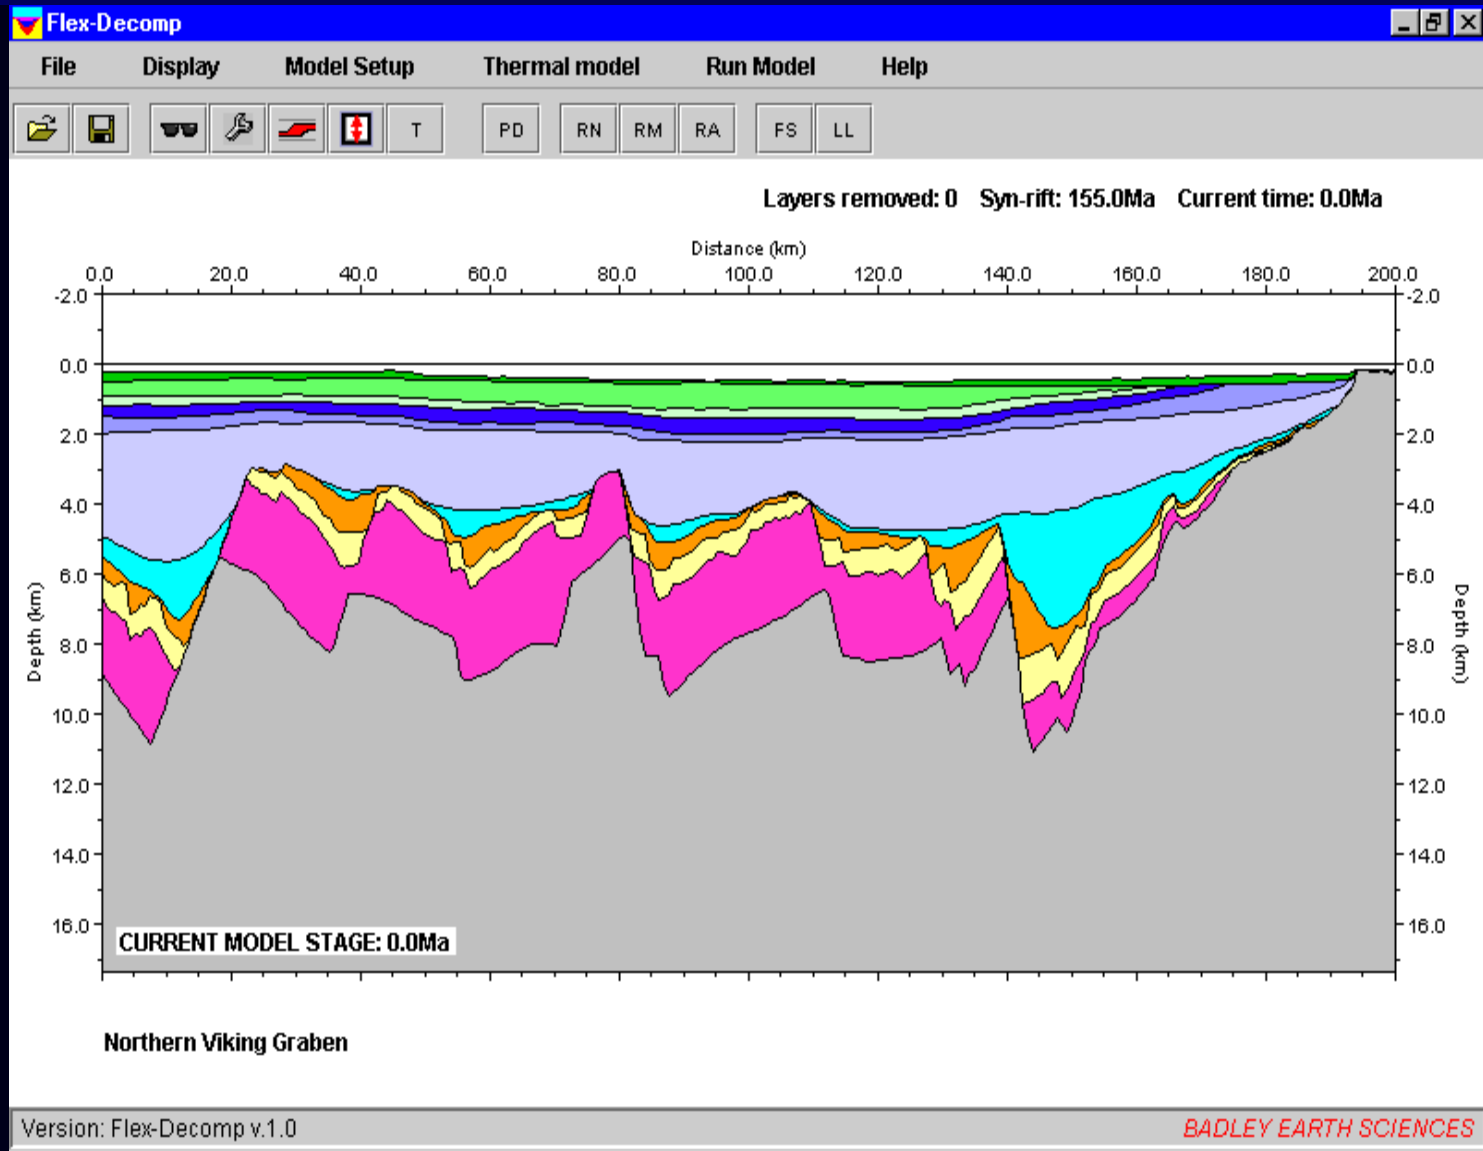 Flex-Decomp
File Display Model Setup Thermal model Run Model Help
T PD RN RM RA FS LL
Layers removed: 0 Syn-rift: 155.0Ma Current time: 0.0Ma
Distance (km)
0.0 20.0 40.0 60.0 80.0 100.0 120.0 140.0 160.0 180.0 200.0
-2.0 -2.0
0.0 0.0
2.0 2.0
4.0 4.0
6.0 6.0
Depth (km) Depth (km)
8.0 8.0
10.0 10.0
12.0 12.0
14.0 14.0
16.0 16.0
CURRENT MODEL STAGE: 0.0Ma
Northern Viking Graben
Version: Flex-Decomp v.1.0 BADLEY EARTH SCIENCES